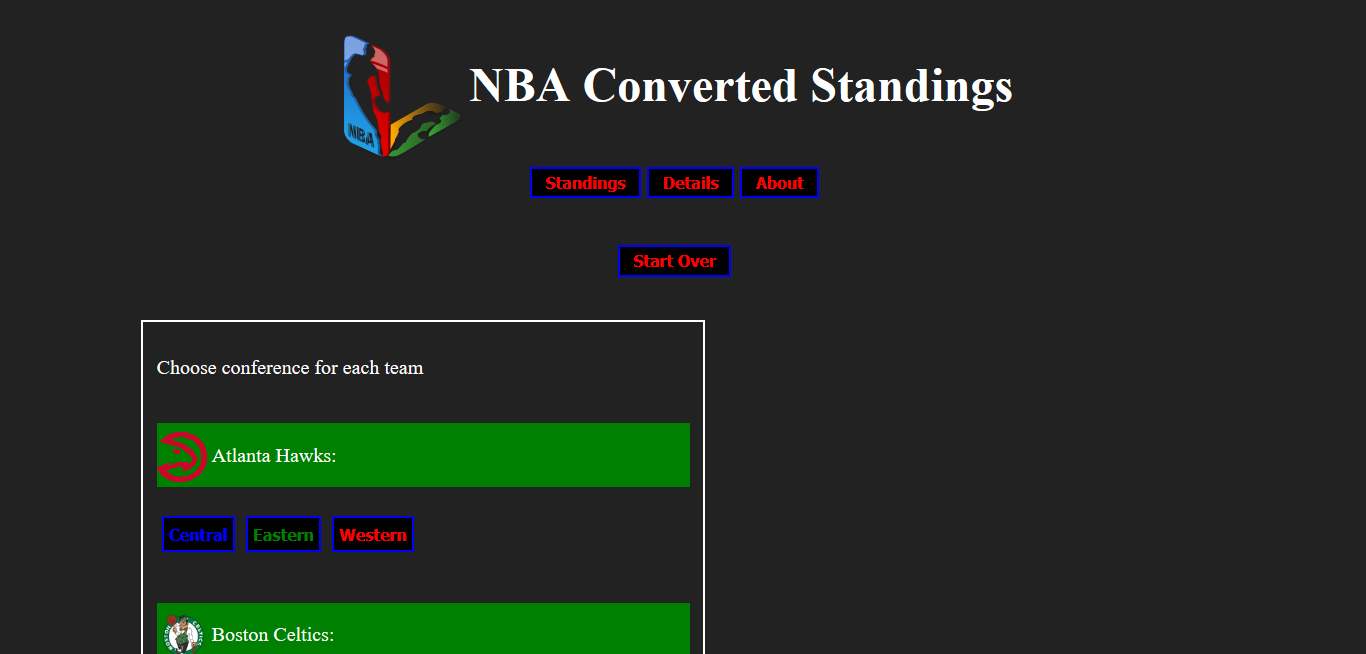 NBA Converted Standings
NBA
Standings Details About
Start Over
Choose conference for each team
Atlanta Hawks:
Central Eastern Western
Boston Celtics: